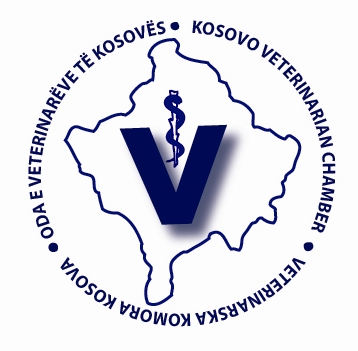 ODA E VETERINARËVE TË KOSOVËS
KOSOVO VETERINARIAN CHAMBER
VETERINARSKA KOMORA KOSOVA
V